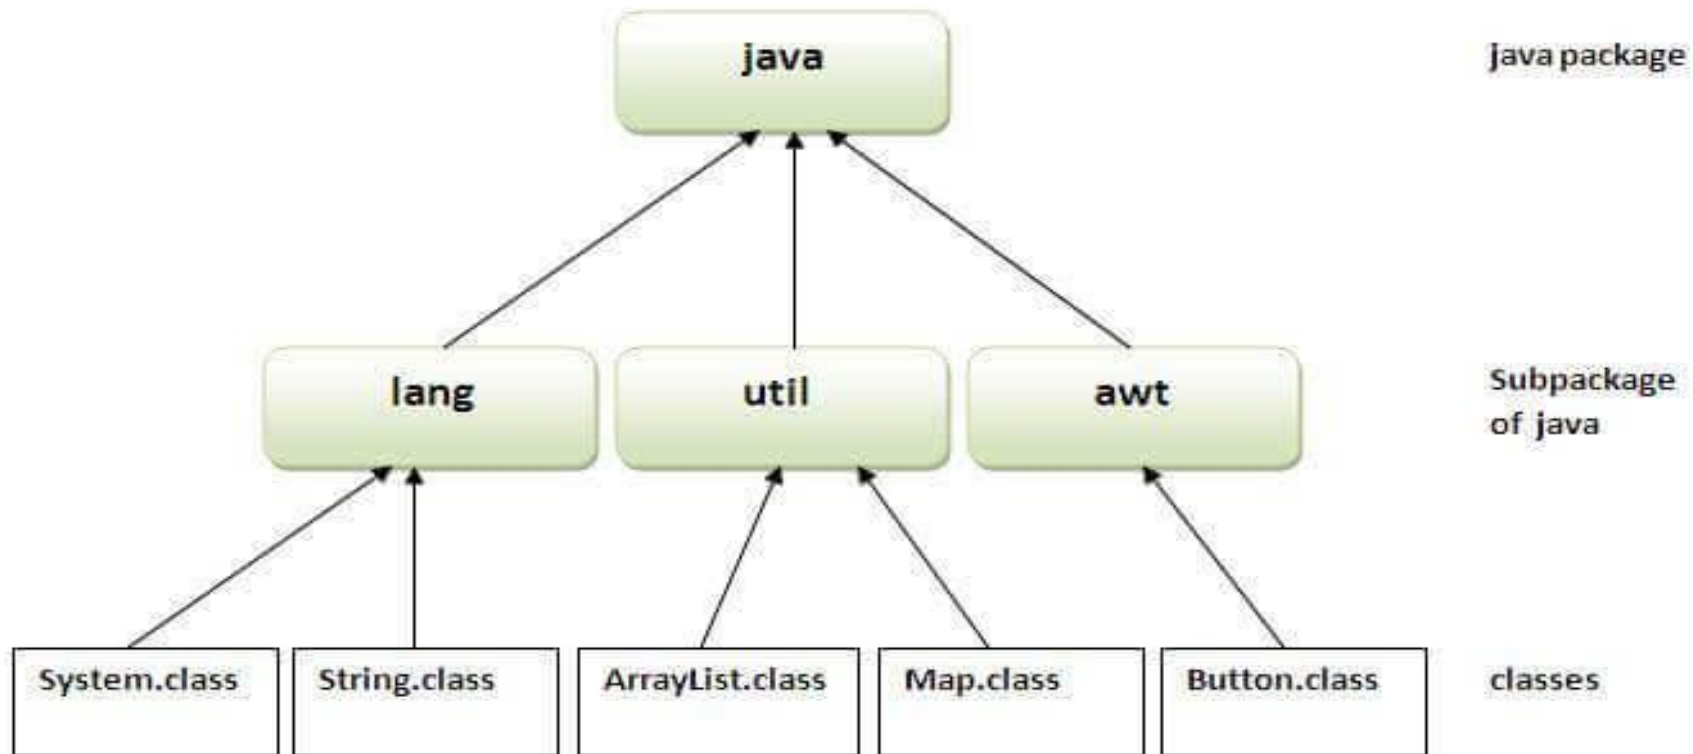 java
java package
lang
util
awt
Subpackage
of java
System.class
String.class
ArrayList.class
Map.class
Button.class
classes